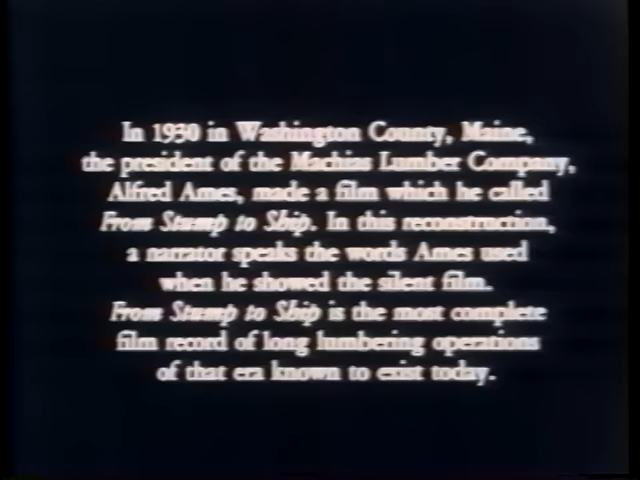 In 1930 in Washington County, Maine,
the president of the Machias Lumber Company,
Alfred Ames, made a film which he called
From Stump to Ship. In this reconstruction,
a narrator speaks the words Ames used
when he showed the silent film.
From Stump to Ship is the most complete
film record of long lumbering operations
of that era known to exist today.